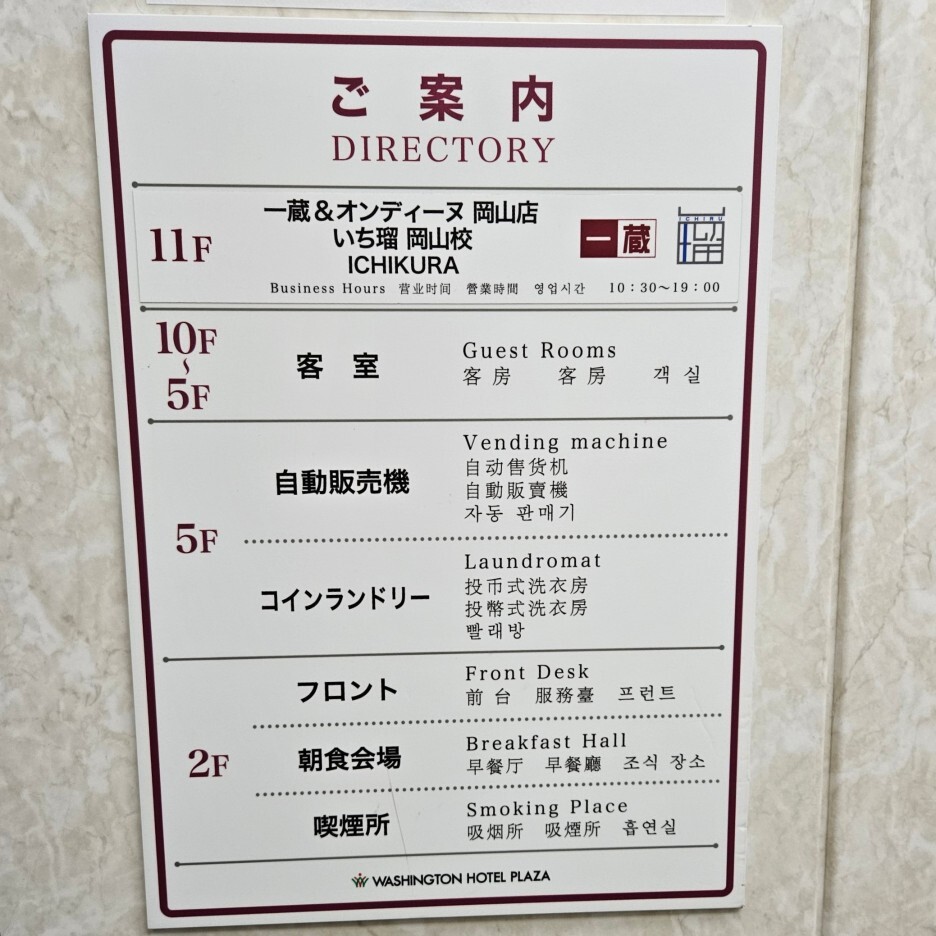 ご案内
DIRECTORY
11F
一蔵&オンディーヌ 岡山店
いち瑠 岡山校
ICHIKURA
一蔵
ICHIRU
瑠
Business Hours 营业时间 營業時間 영업시간 10:30〜19:00
10F
〜
5F
客室
Guest Rooms
客房 客房 객실
5F
自動販売機
Vending machine
自动售货机
自動販賣機
자동 판매기
コインランドリー
Laundromat
投币式洗衣房
投幣式洗衣房
빨래방
2F
フロント
Front Desk
前台 服務臺 프런트
朝食会場
Breakfast Hall
早餐厅 早餐廳 조식 장소
喫煙所
Smoking Place
吸烟所 吸煙所 흡연실
WASHINGTON HOTEL PLAZA